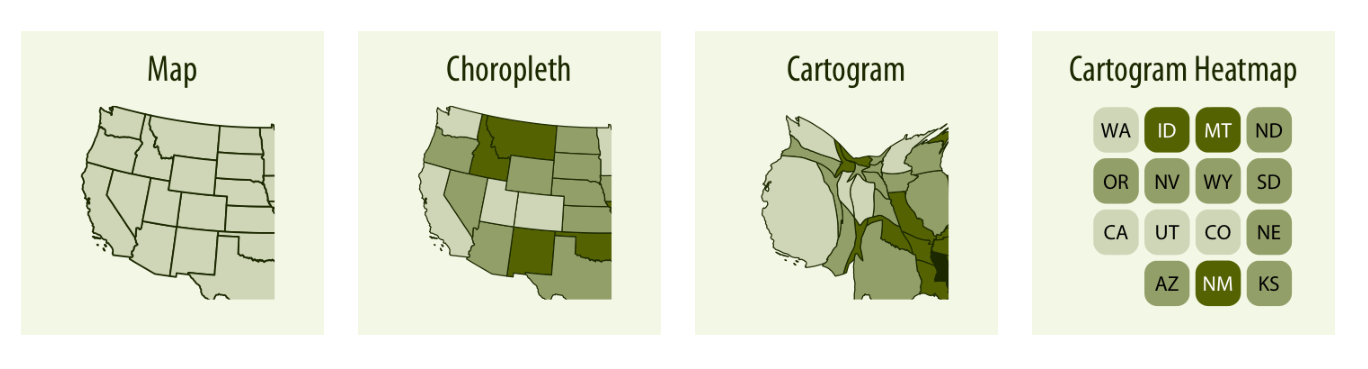 Map
Choropleth
Cartogram
Cartogram Heatmap
WA ID MT ND
OR NV WY SD
CA UT CO NE
AZ NM KS